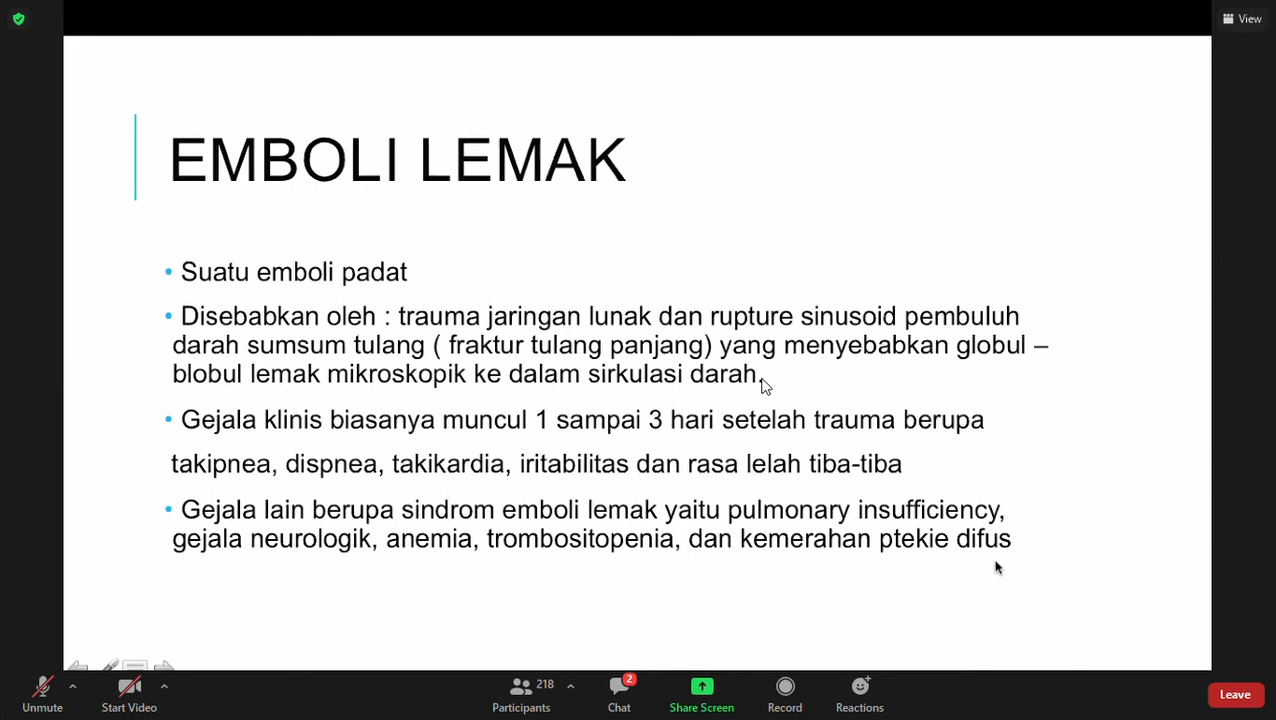 View
EMBOLI LEMAK
• Suatu emboli padat
• Disebabkan oleh : trauma jaringan lunak dan rupture sinusoid pembuluh
darah sumsum tulang ( fraktur tulang panjang) yang menyebabkan globul –
blobul lemak mikroskopik ke dalam sirkulasi darah.
• Gejala klinis biasanya muncul 1 sampai 3 hari setelah trauma berupa
takipnea, dispnea, takikardia, iritabilitas dan rasa lelah tiba-tiba
• Gejala lain berupa sindrom emboli lemak yaitu pulmonary insufficiency,
gejala neurologik, anemia, trombositopenia, dan kemerahan ptekie difus
218
2
Unmute
Start Video
Participants
Chat
Share Screen
Record
Reactions
Leave